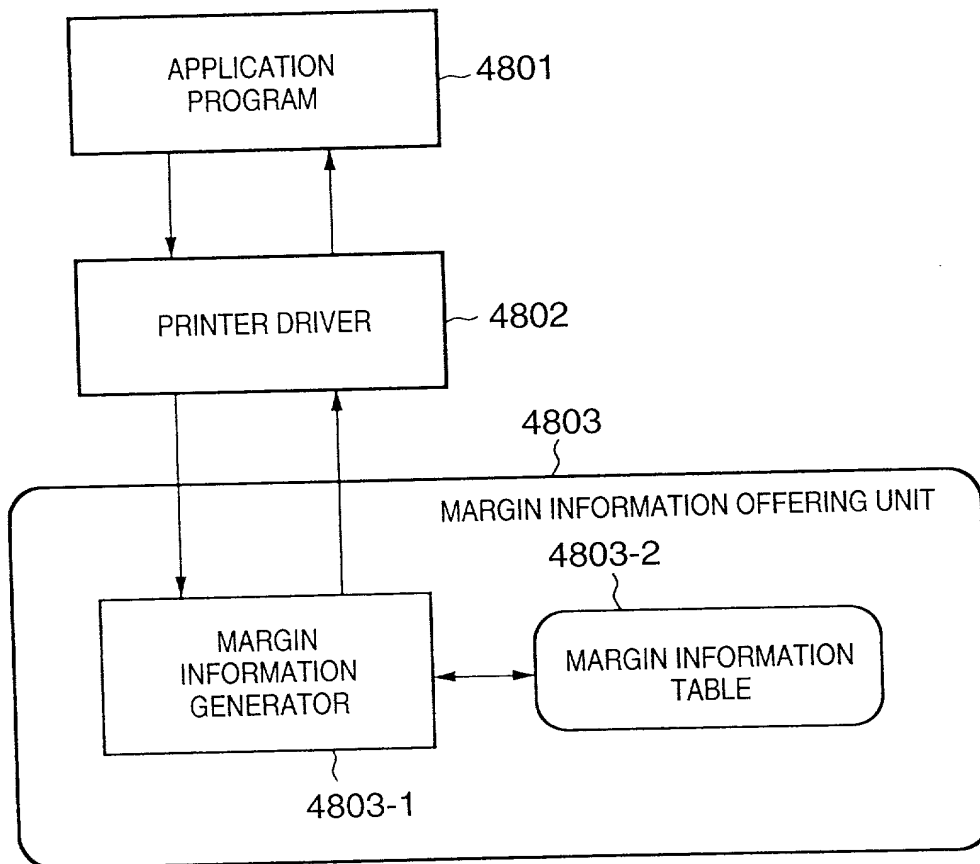 APPLICATION
PROGRAM
4801
PRINTER DRIVER
4802
4803
MARGIN INFORMATION OFFERING UNIT
4803-2
MARGIN
INFORMATION
GENERATOR
MARGIN INFORMATION
TABLE
4803-1